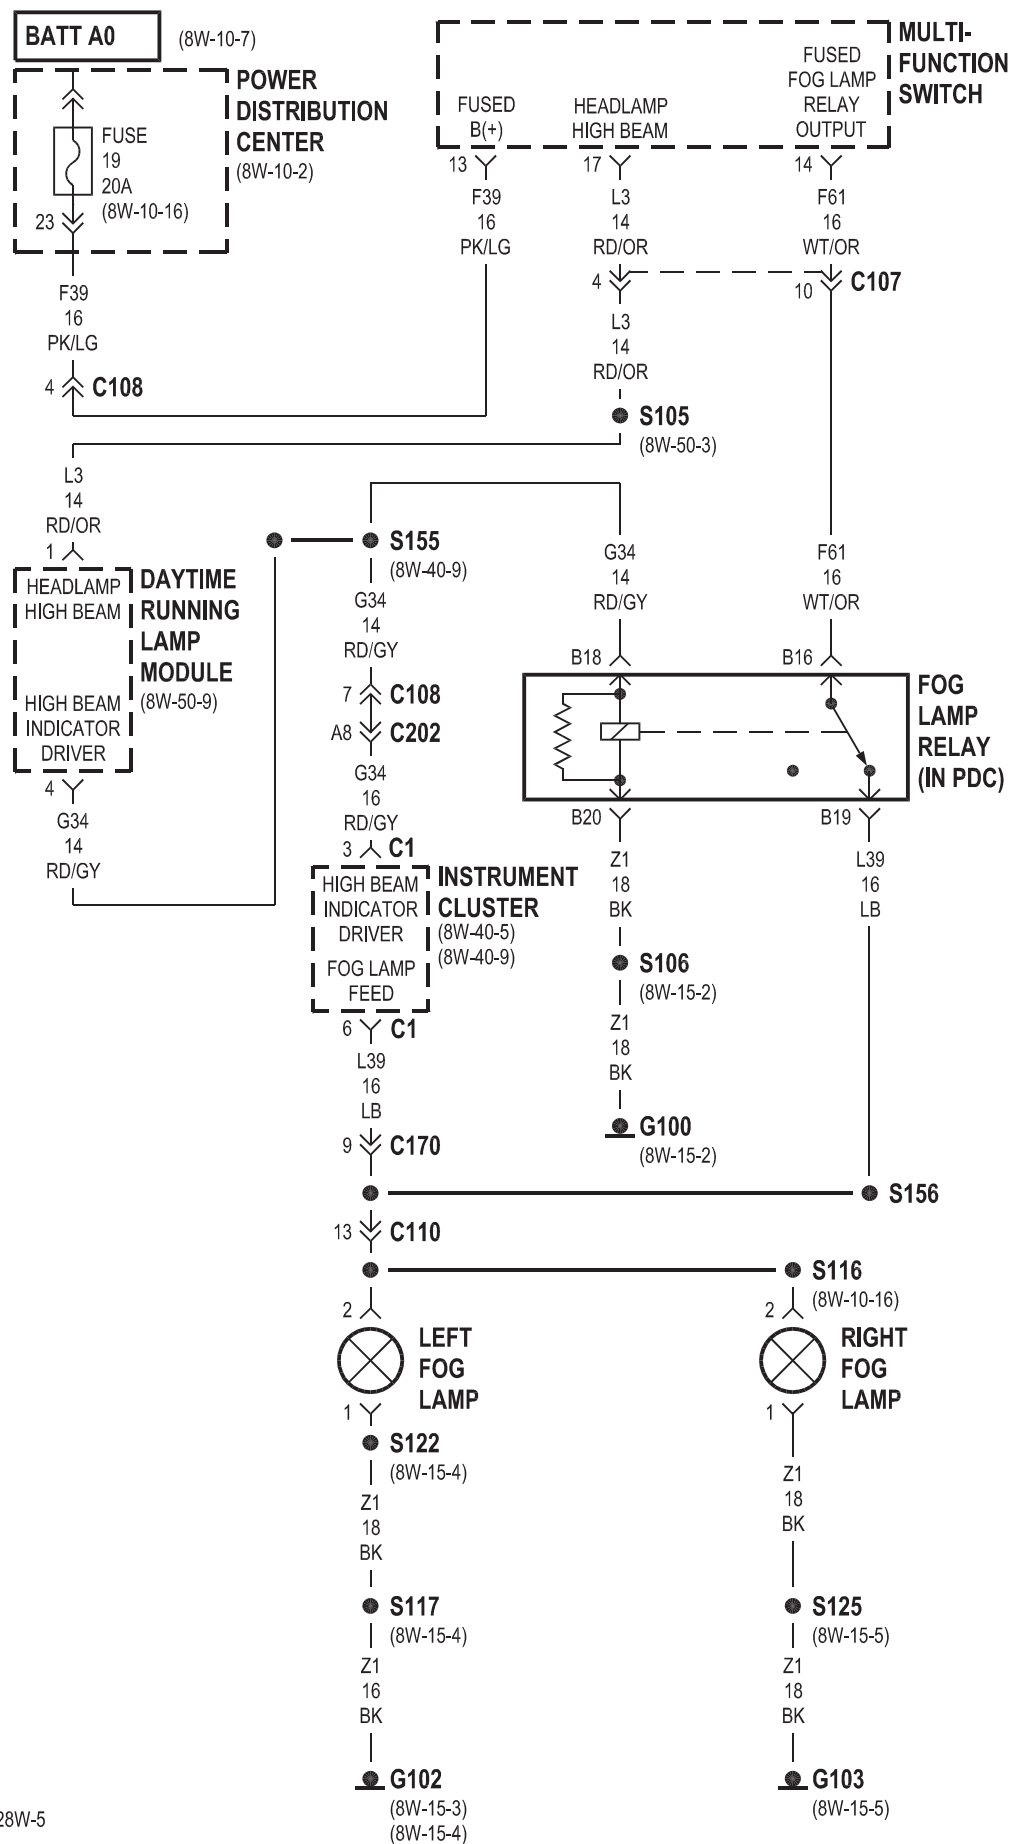 BATT A0
(8W-10-7)
POWER
DISTRIBUTION
CENTER
(8W-10-2)
FUSE
19
20A
(8W-10-16)
23
F39
16
PK/LG
4
C108
MULTI-
FUNCTION
SWITCH
FUSED
B(+)
HEADLAMP
HIGH BEAM
FUSED
FOG LAMP
RELAY
OUTPUT
13
F39
16
PK/LG
17
L3
14
RD/OR
4
L3
14
RD/OR
S105
(8W-50-3)
14
F61
16
WT/OR
10
C107
L3
14
RD/OR
1
HEADLAMP
HIGH BEAM
HIGH BEAM
INDICATOR
DRIVER
DAYTIME
RUNNING
LAMP
MODULE
(8W-50-9)
4
G34
14
RD/GY
S155
(8W-40-9)
G34
14
RD/GY
7
C108
A8
C202
G34
16
RD/GY
3
C1
HIGH BEAM
INDICATOR
DRIVER
FOG LAMP
FEED
INSTRUMENT
CLUSTER
(8W-40-5)
(8W-40-9)
6
C1
L39
16
LB
9
C170
G34
14
RD/GY
B18
F61
16
WT/OR
B16
FOG
LAMP
RELAY
(IN PDC)
B20
B19
Z1
18
BK
S106
(8W-15-2)
Z1
18
BK
G100
(8W-15-2)
L39
16
LB
S156
13
C110
S116
(8W-10-16)
2
LEFT
FOG
LAMP
2
RIGHT
FOG
LAMP
1
S122
(8W-15-4)
Z1
18
BK
S117
(8W-15-4)
Z1
16
BK
G102
(8W-15-3)
(8W-15-4)
1
Z1
18
BK
S125
(8W-15-5)
Z1
18
BK
G103
(8W-15-5)
28W-5